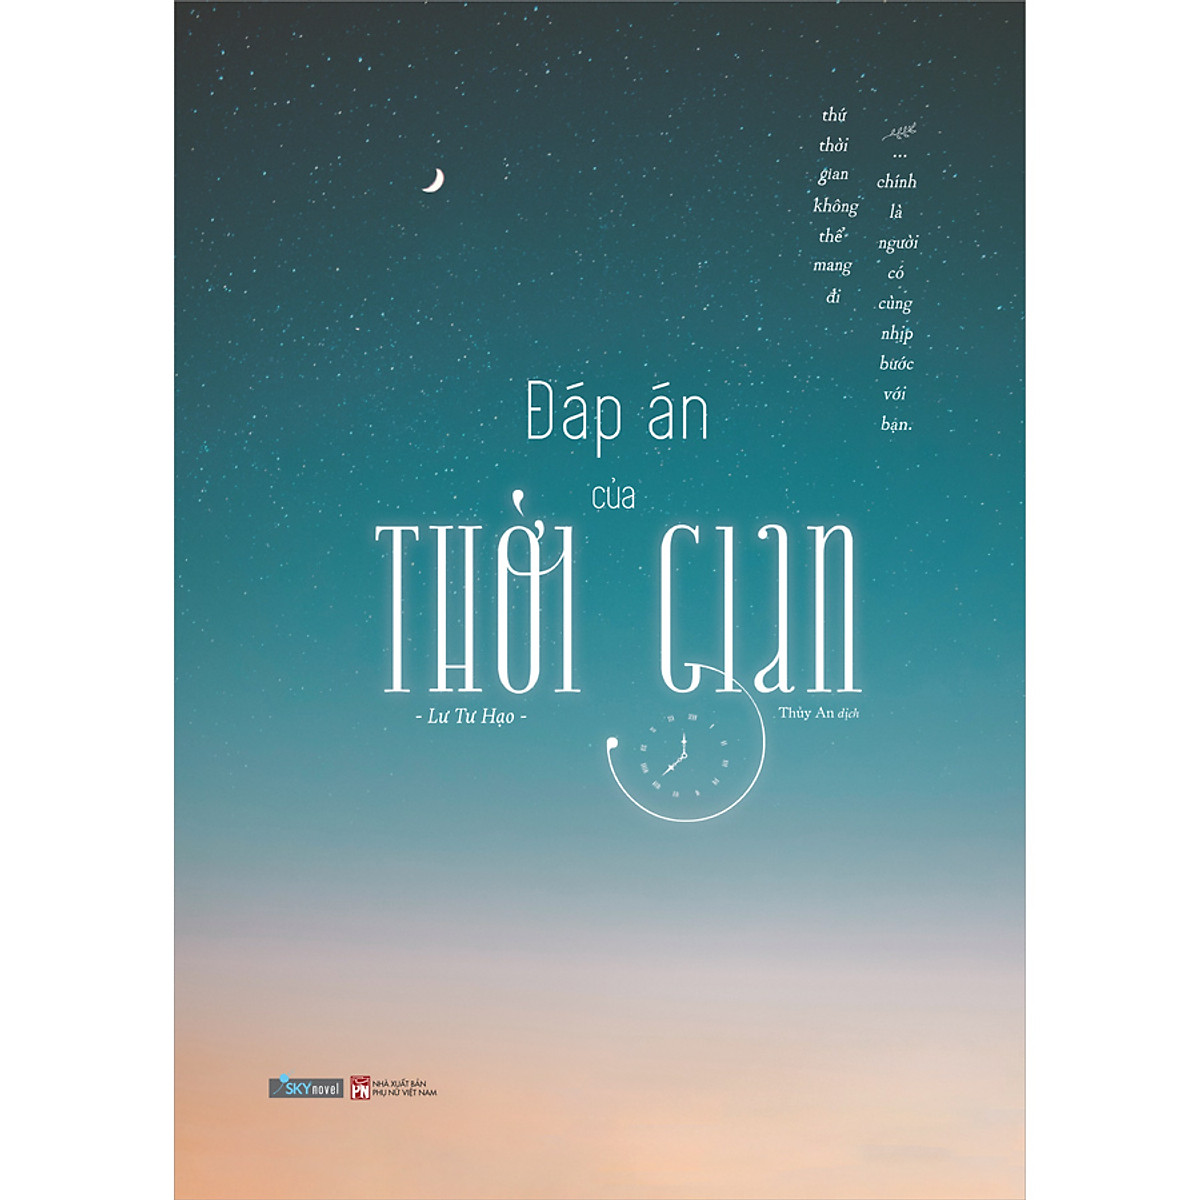 thứ
thời
gian
không
thể
mang
đi
...
chính
là
người
có
cùng
nhịp
bước
với
bạn.
Đáp án
của
THỜI GIAN
- Lư Tư Hạo -
Thủy An dịch
SKYnovel
PN
NHÀ XUẤT BẢN
PHỤ NỮ VIỆT NAM